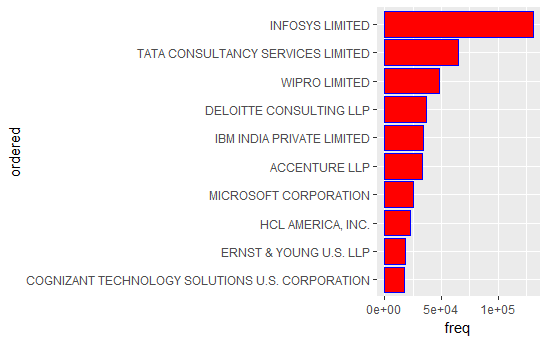 INFOSYS LIMITED
TATA CONSULTANCY SERVICES LIMITED
WIPRO LIMITED
DELOITTE CONSULTING LLP
IBM INDIA PRIVATE LIMITED
ACCENTURE LLP
MICROSOFT CORPORATION
HCL AMERICA, INC.
ERNST & YOUNG U.S. LLP
COGNIZANT TECHNOLOGY SOLUTIONS U.S. CORPORATION
ordered
0e+00 5e+04 1e+05
freq